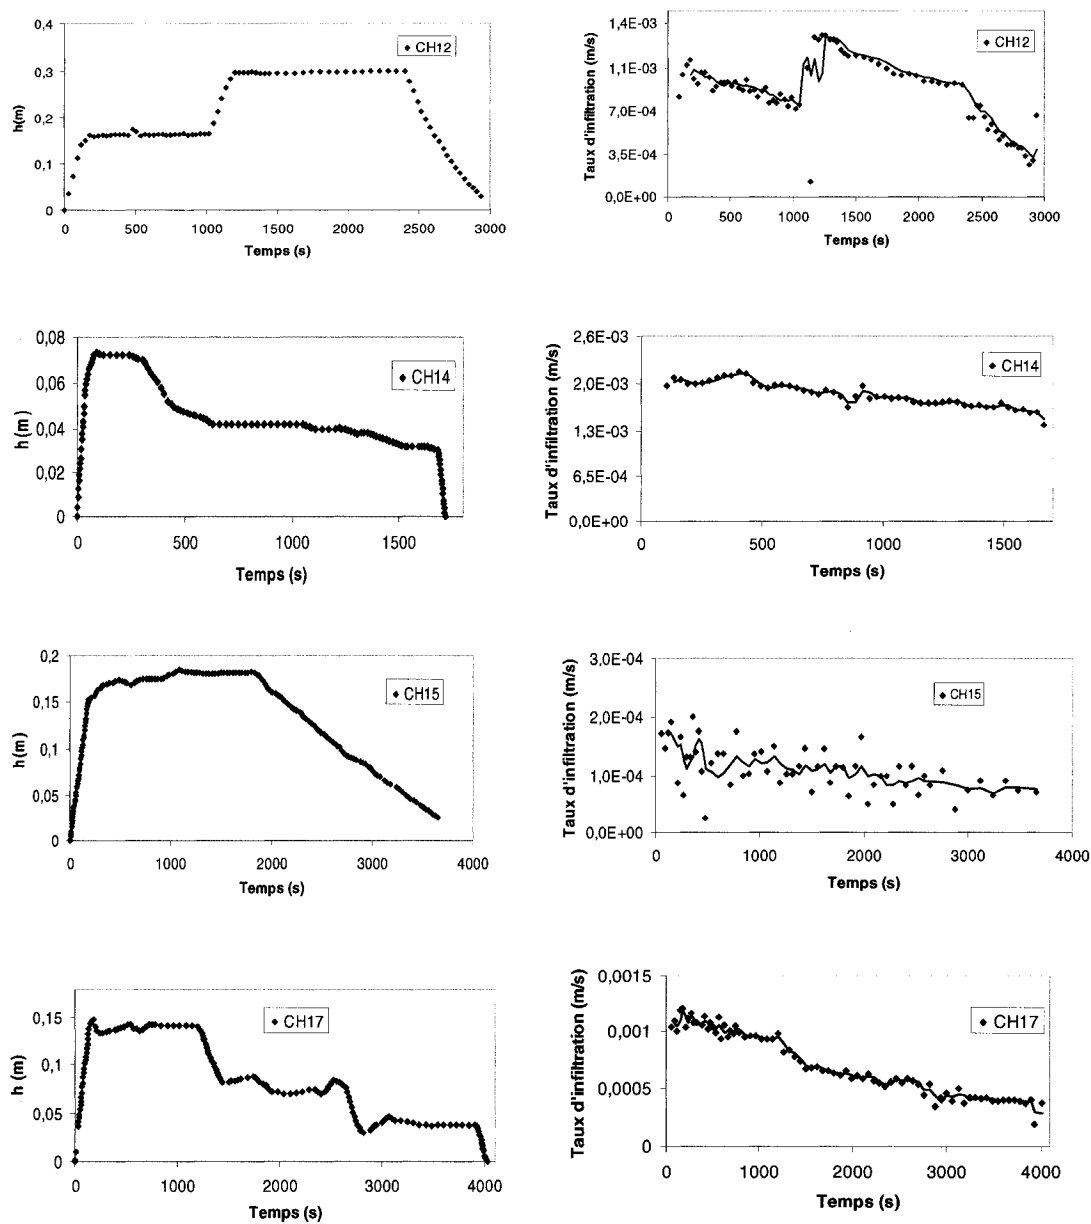 0,4
0,3
0,2
0,1
0
h(m)
CH12
0 500 1000 1500 2000 2500 3000
Temps (s)
1,4E-03
1,1E-03
7,0E-04
3,5E-04
0,0E+00
Taux d'infiltration (m/s)
CH12
0 500 1000 1500 2000 2500 3000
Temps (s)
0,08
0,06
0,04
0,02
0
h (m)
CH14
0 500 1000 1500
Temps (s)
2,6E-03
2,0E-03
1,3E-03
6,5E-04
0,0E+00
Taux d'infiltration (m/s)
CH14
0 500 1000 1500
Temps (s)
0,2
0,15
0,1
0,05
0
h (m)
CH15
0 1000 2000 3000 4000
Temps (s)
3,0E-04
2,0E-04
1,0E-04
0,0E+00
Taux d'infiltration (m/s)
CH15
0 1000 2000 3000 4000
Temps (s)
0,15
0,1
0,05
0
h (m)
CH17
0 1000 2000 3000 4000
Temps (s)
0,0015
0,001
0,0005
0
Taux d'infiltration (m/s)
CH17
0 1000 2000 3000 4000
Temps (s)